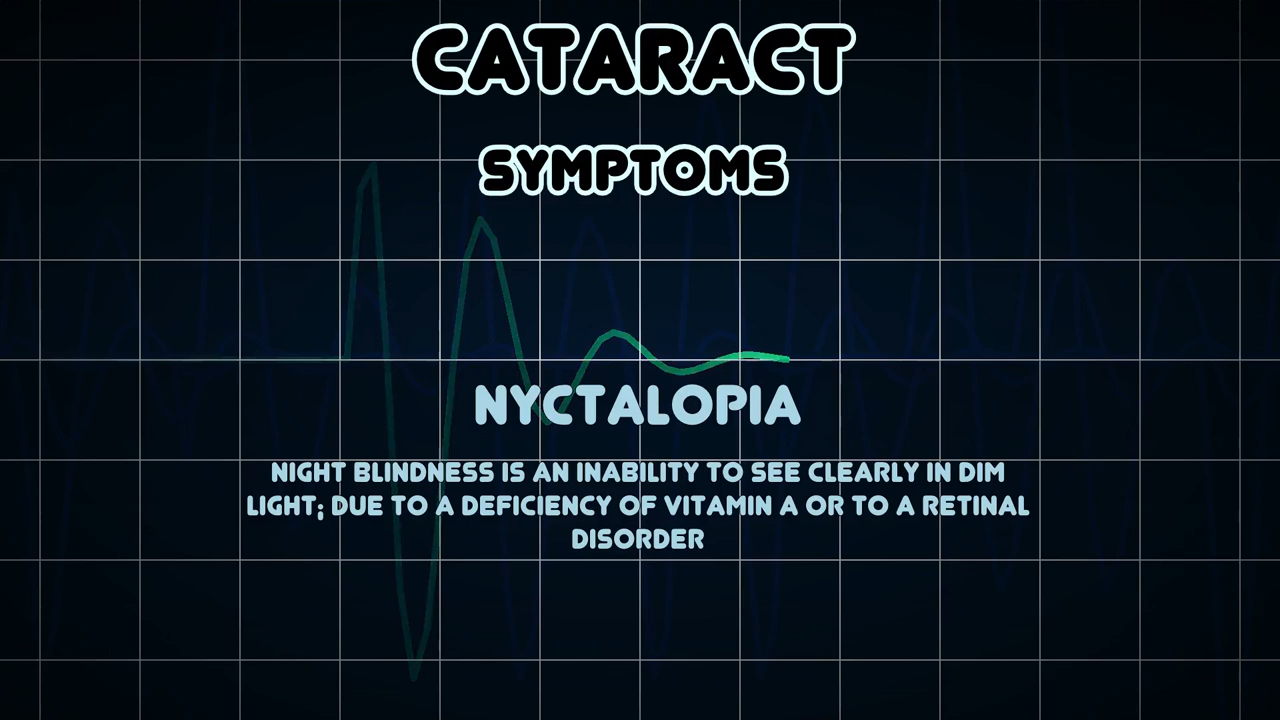 CATARACT
SYMPTOMS
NYCTALOPIA
NIGHT BLINDNESS IS AN INABILITY TO SEE CLEARLY IN DIM
LIGHT; DUE TO A DEFICIENCY OF VITAMIN A OR TO A RETINAL
DISORDER